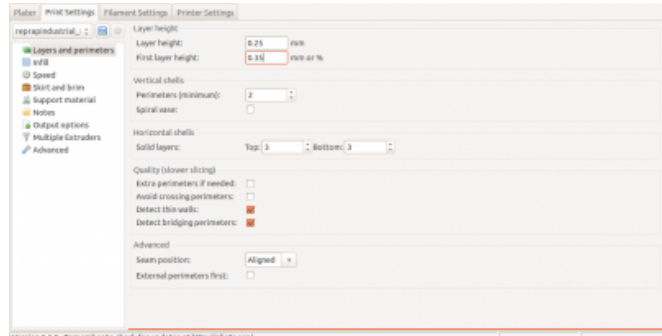 Plater Print Settings Filament Settings Printer Settings
reprapindustrial_
Layers and perimeters
Infill
Speed
Skirt and brim
Support material
Notes
Output options
Multiple Extruders
Advanced
Layer height
Layer height: 0.25 mm
First layer height: 0.35 mm or %
Vertical shells
Perimeters (minimum): 2
Spiral vase:
Horizontal shells
Solid layers: Top: 3 Bottom: 3
Quality (slower slicing)
Extra perimeters if needed:
Avoid crossing perimeters:
Detect thin walls:
Detect bridging perimeters:
Advanced
Seam position: Aligned
External perimeters first: